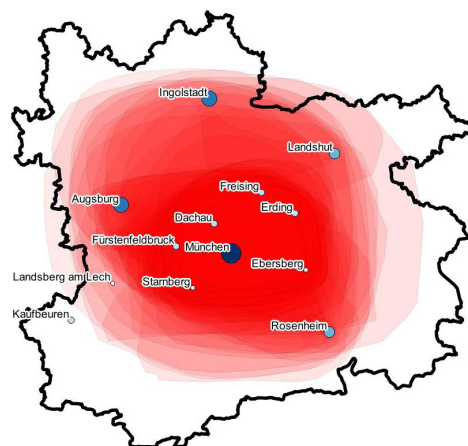 Ingolstadt
Landshut
Freising
Augsburg
Erding
Dachau
Fürstenfeldbruck
München
Ebersberg
Landsberg am Lech
Starnberg
Kaufbeuren
Rosenheim